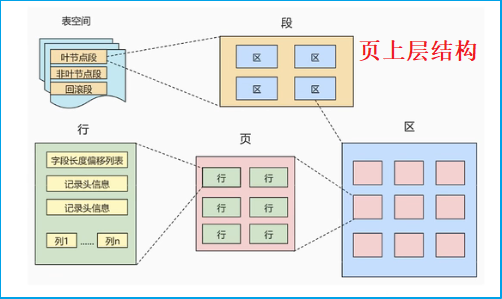 表空间
段
页上层结构
叶节点段
非叶节点段
回滚段
区 区
区 区
行
页
区
字段长度偏移列表
记录头信息
记录头信息
列1 ...... 列n
行 行
行 行
行 行